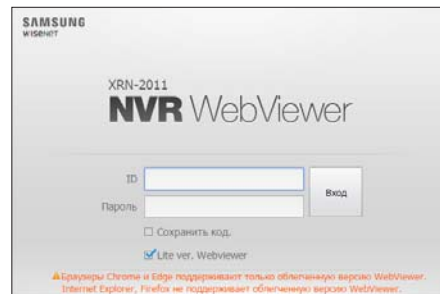 SAMSUNG
WISENET
XRN-2011
NVR WebViewer
ID
Пароль
Вход
Сохранить код.
Lite ver. Webviewer
Браузеры Chrome и Edge поддерживают только облегченную версию WebViewer.
Internet Explorer, Firefox не поддерживает облегченную версию WebViewer.